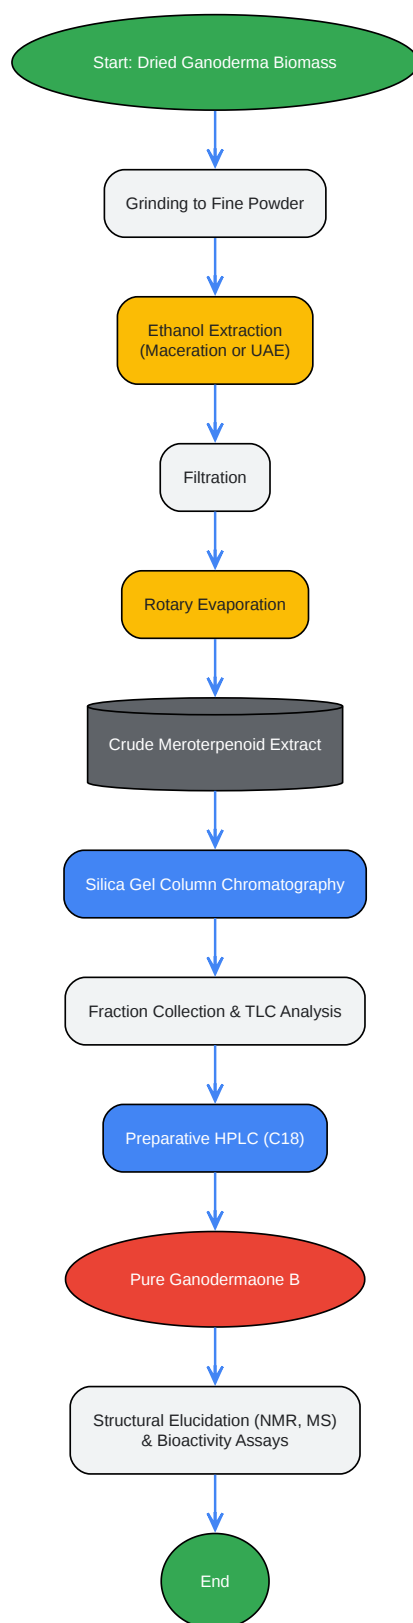 Start: Dried Ganoderma Biomass
Grinding to Fine Powder
Ethanol Extraction
(Maceration or UAE)
Filtration
Rotary Evaporation
Crude Meroterpenoid Extract
Silica Gel Column Chromatography
Fraction Collection & TLC Analysis
Preparative HPLC (C18)
Pure Ganodermaone B
Structural Elucidation (NMR, MS)
& Bioactivity Assays
End